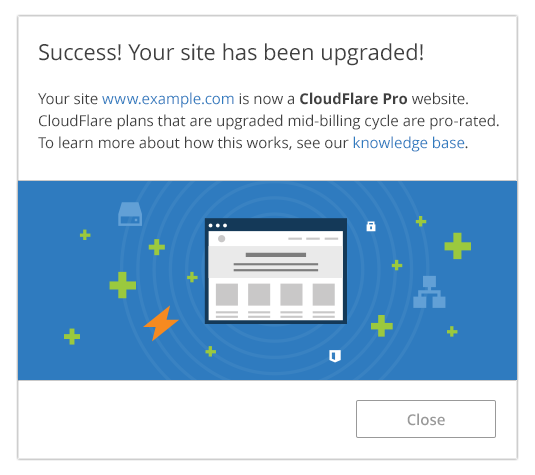 Success! Your site has been upgraded!
Your site www.example.com is now a CloudFlare Pro website.
CloudFlare plans that are upgraded mid-billing cycle are pro-rated.
To learn more about how this works, see our knowledge base.
Close